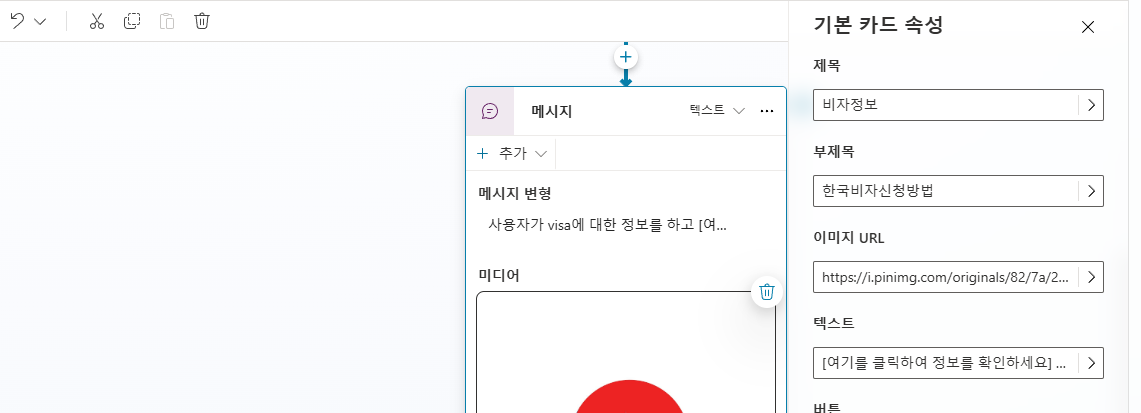 기본 카드 속성
제목
비자정보
부제목
한국비자신청방법
이미지 URL
https://i.pinimg.com/originals/82/7a/2...
텍스트
[여기를 클릭하여 정보를 확인하세요] ...
버튼
메시지
텍스트
추가
메시지 변형
사용자가 visa에 대한 정보를 하고 [여...
미디어